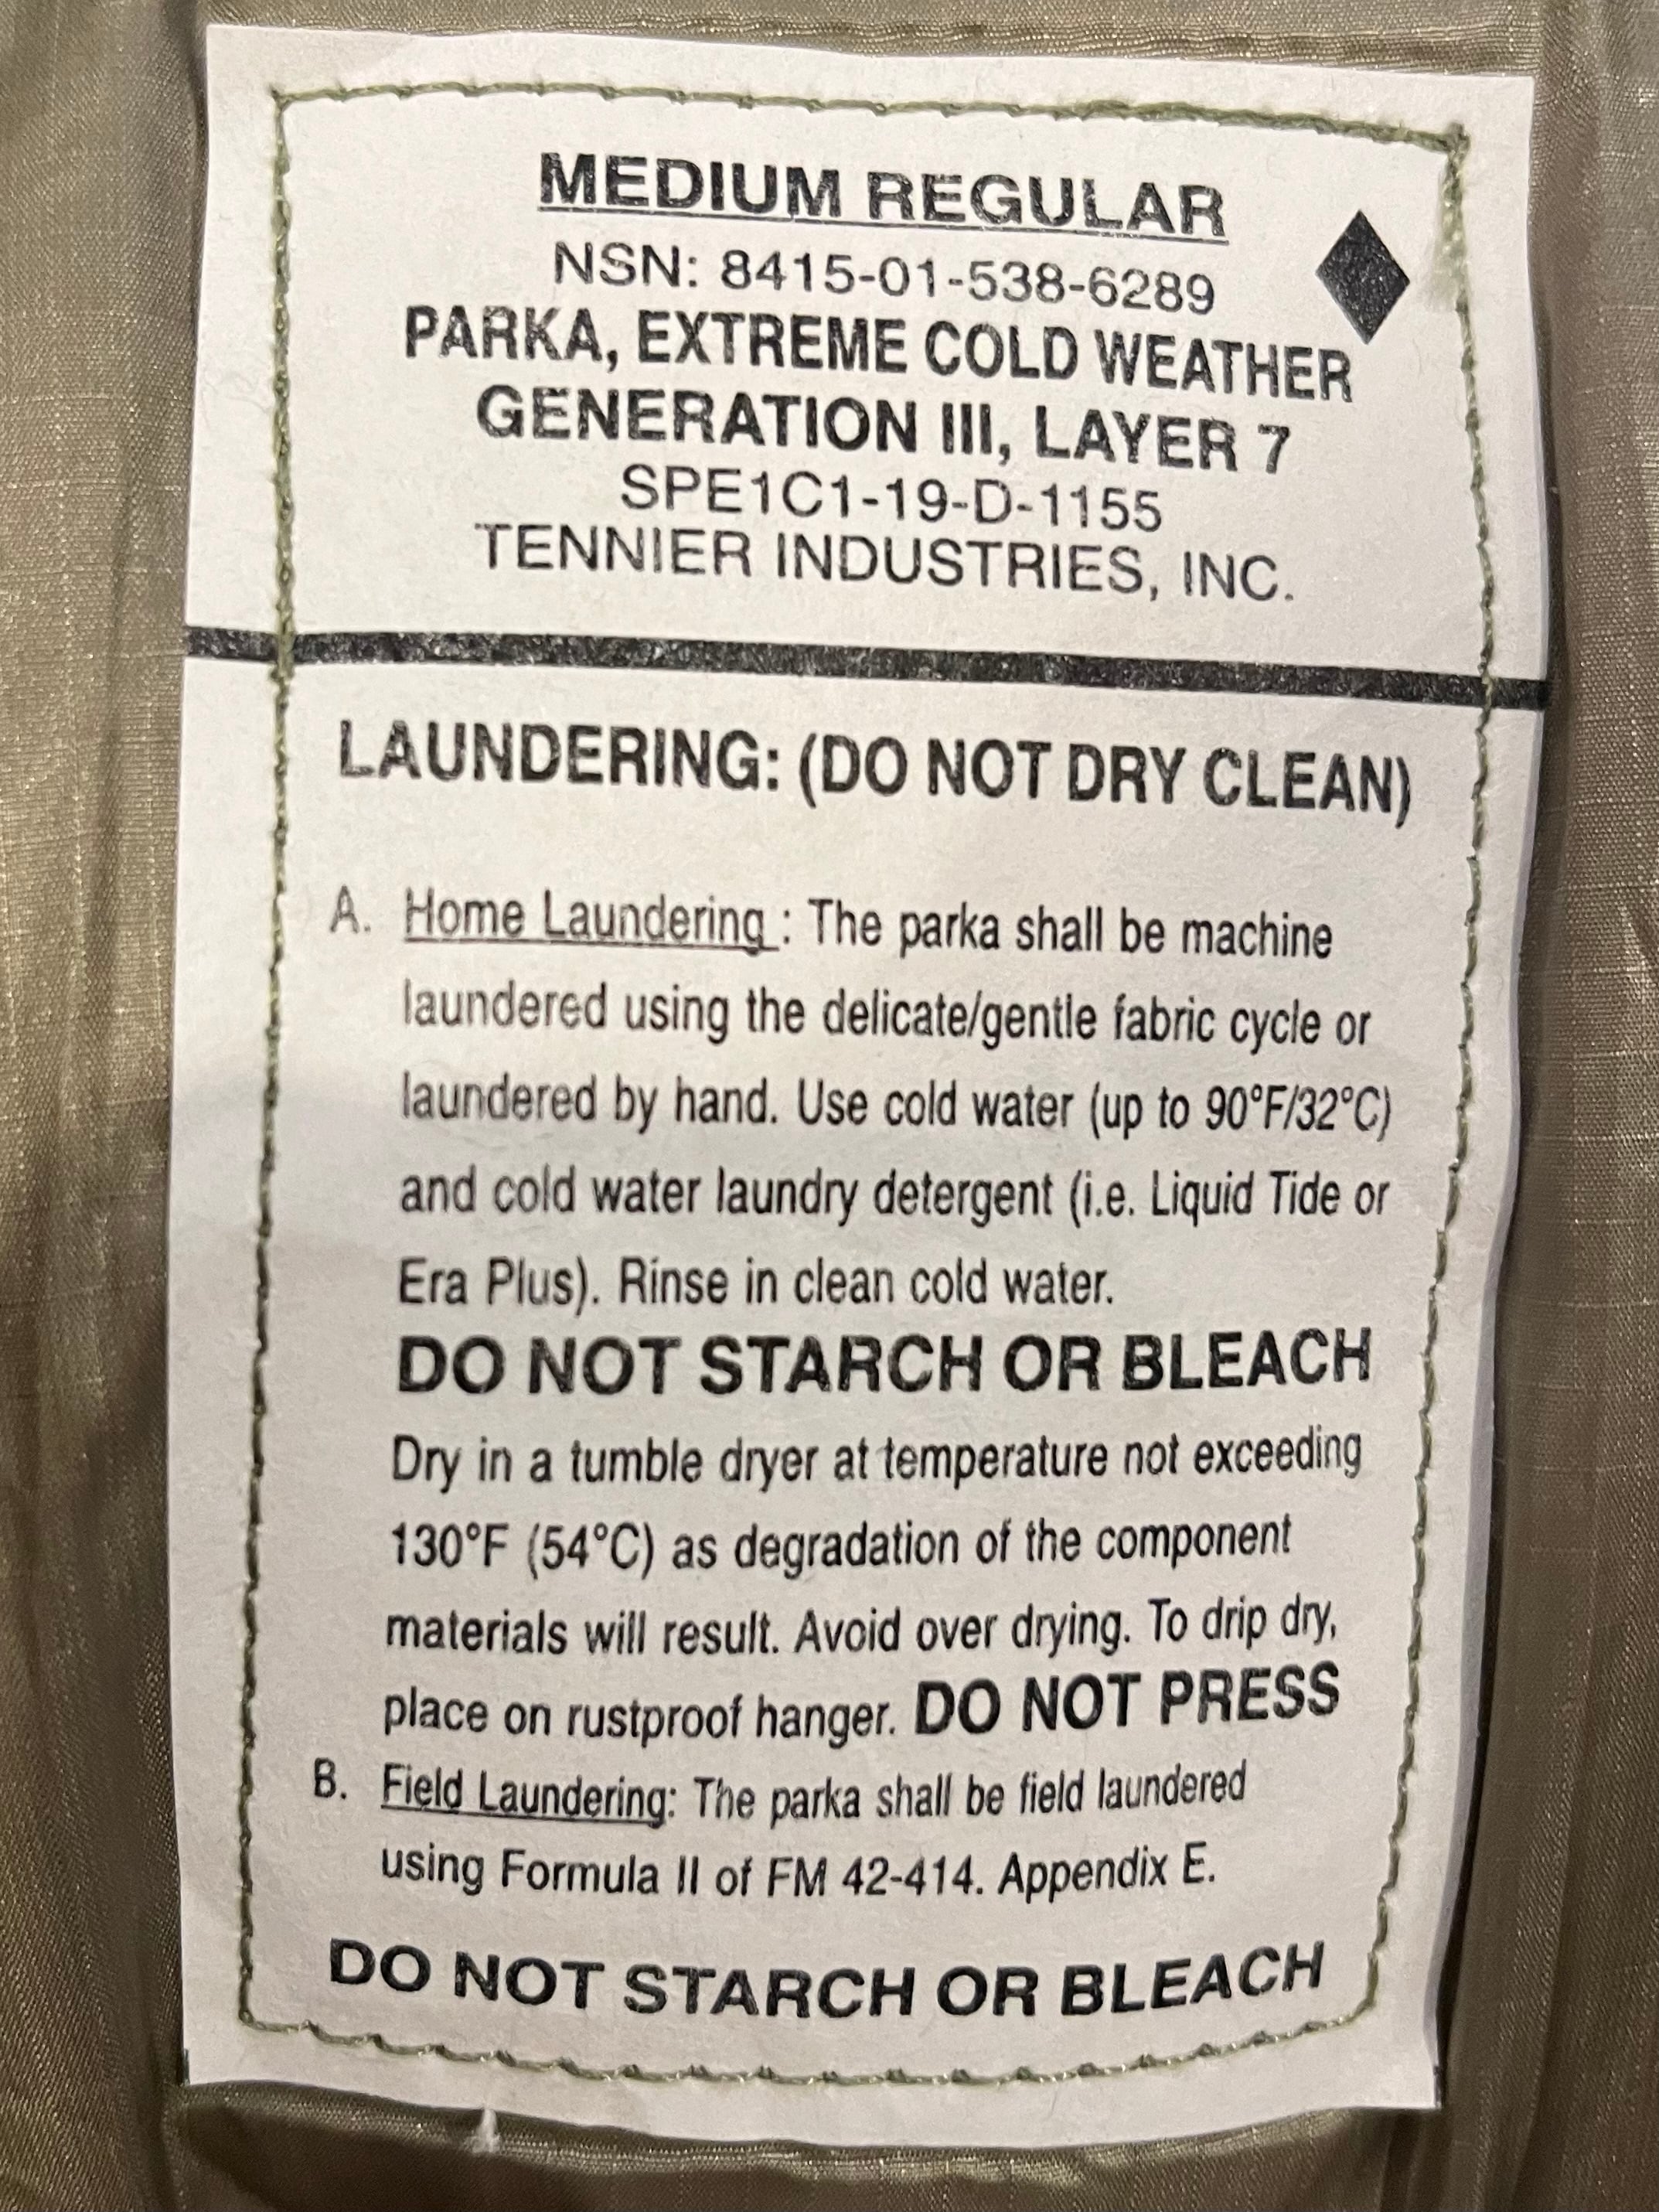 MEDIUM REGULAR
NSN: 8415-01-538-6289
PARKA, EXTREME COLD WEATHER
GENERATION III, LAYER 7
SPE1C1-19-D-1155
TENNIER INDUSTRIES, INC.
LAUNDERING: (DO NOT DRY CLEAN)
A. Home Laundering : The parka shall be machine
laundered using the delicate/gentle fabric cycle or
laundered by hand. Use cold water (up to 90°F/32°C)
and cold water laundry detergent (i.e. Liquid Tide or
Era Plus). Rinse in clean cold water.
DO NOT STARCH OR BLEACH
Dry in a tumble dryer at temperature not exceeding
130°F (54°C) as degradation of the component
materials will result. Avoid over drying. To drip dry,
place on rustproof hanger. DO NOT PRESS
B. Field Laundering: The parka shall be field laundered
using Formula II of FM 42-414. Appendix E.
DO NOT STARCH OR BLEACH